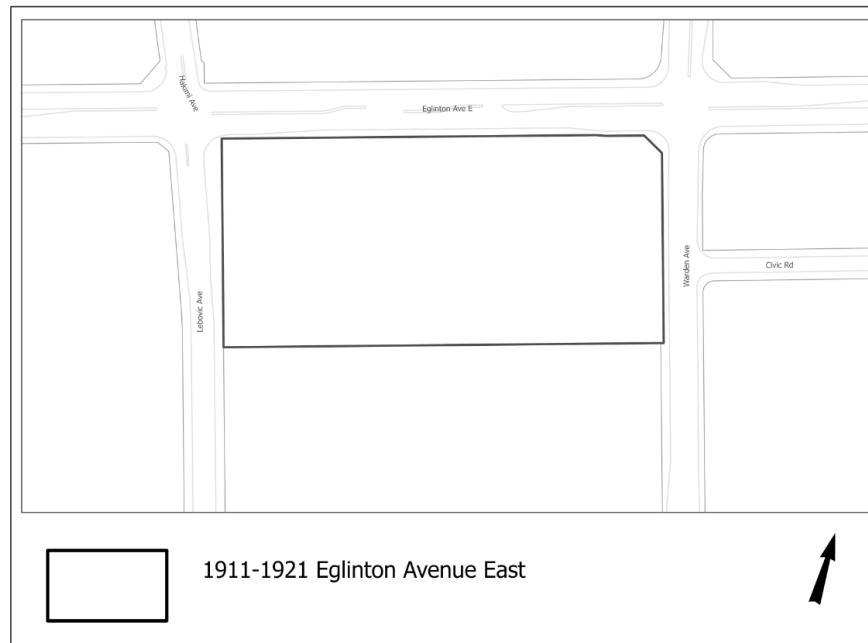 Hakimi Ave
Eglinton Ave E
Warden Ave
Civic Rd
Lebovic Ave
1911-1921 Eglinton Avenue East